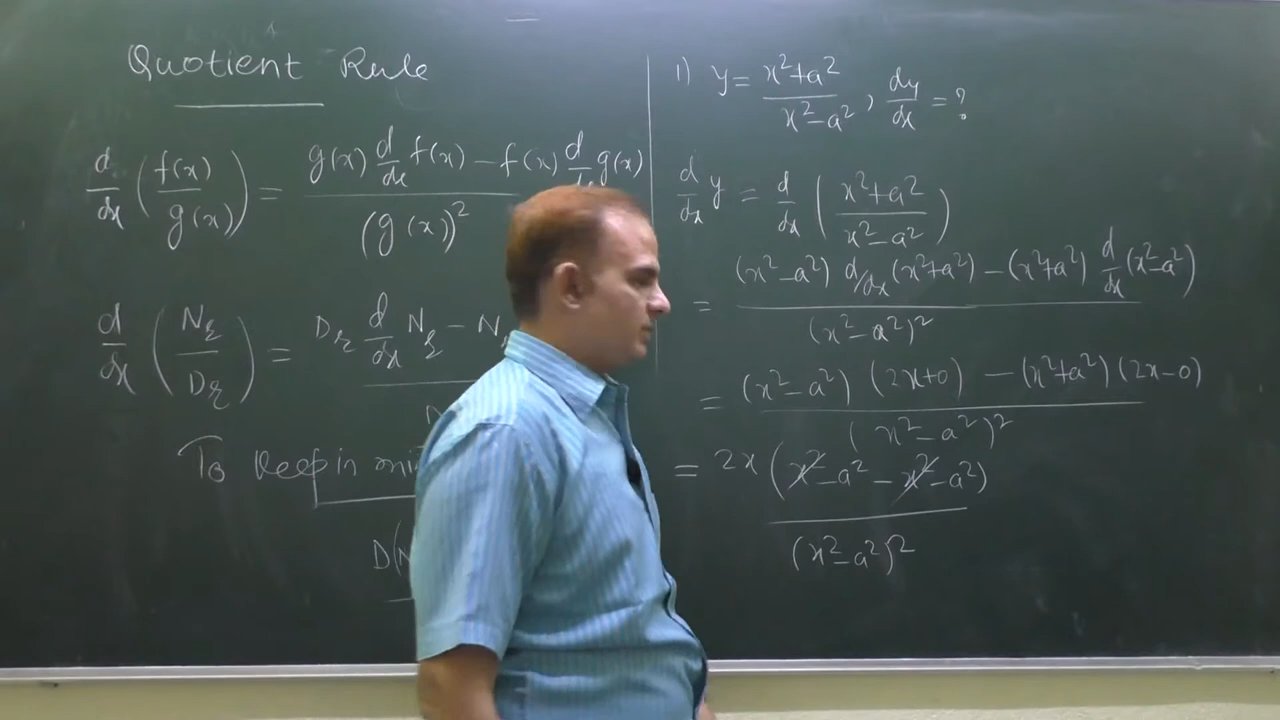 Quotient Rule
d/dx (f(x)/g(x)) = g(x) d/dx f(x) − f(x) d/dx g(x) / (g(x))²
d/dx (Nr/Dr) = Dr d/dx Nr − N
To keep in
D(N
1) y = x²+a² / x²−a² , dy/dx = ?
d/dx y = d/dx (x²+a² / x²−a²)
= (x²−a²) d/dx (x²+a²) − (x²+a²) d/dx (x²−a²) / (x²−a²)²
= (x²−a²) (2x+0) − (x²+a²) (2x−0) / (x²−a²)²
= 2x (x²−a² − x²−a²) / (x²−a²)²